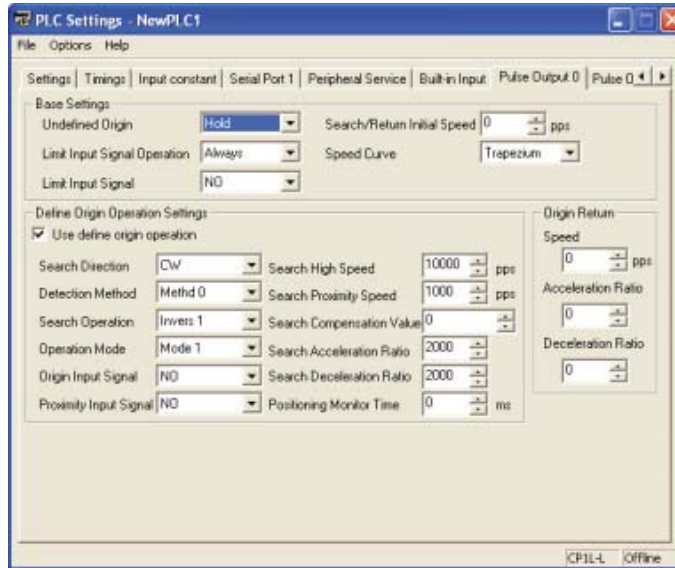 PLC Settings - NewPLC1
File Options Help
Settings Timings Input constant Serial Port 1 Peripheral Service Built-in Input Pulse Output 0 Pulse O
Base Settings
Undefined Origin Hold Search/Return Initial Speed 0 pps
Limit Input Signal Operation Always Speed Curve Trapezium
Limit Input Signal NO
Define Origin Operation Settings Origin Return
Use define origin operation Speed
0 pps
Search Direction CW Search High Speed 10000 pps
Detection Method Methd 0 Search Proximity Speed 1000 pps Acceleration Ratio
Search Operation Invers 1 Search Compensation Value 0 0
Operation Mode Mode 1 Search Acceleration Ratio 2000 Deceleration Ratio
Origin Input Signal NO Search Deceleration Ratio 2000 0
Proximity Input Signal NO Positioning Monitor Time 0 ms
CP1L-L Offline